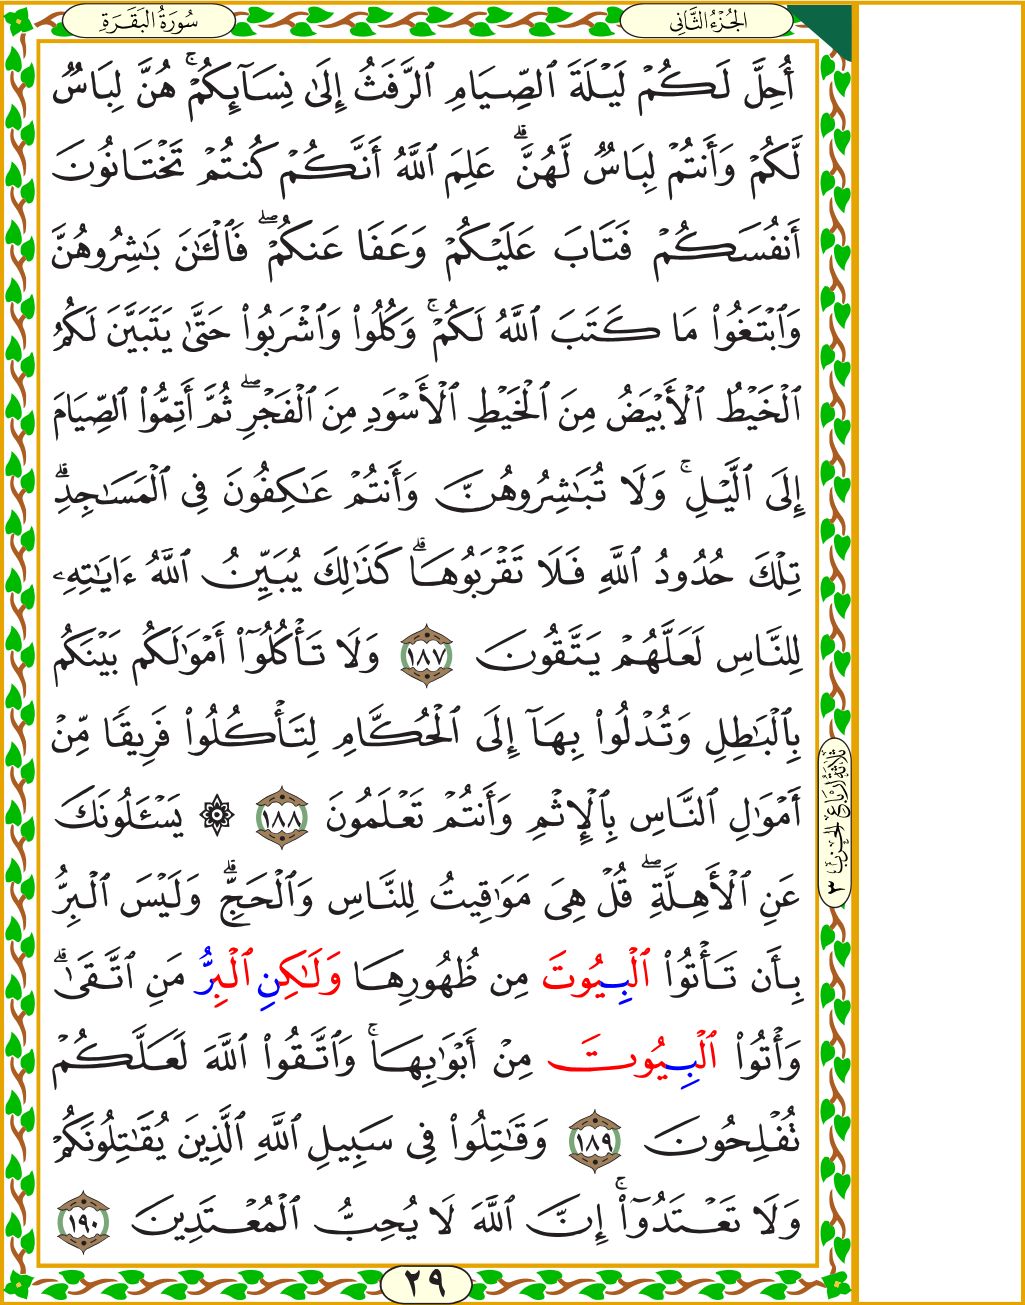 سُورَةُ البَقَرَةِ
الجُزْءُ الثَّانِي
أُحِلَّ لَكُمۡ لَيۡلَةَ ٱلصِّيَامِ ٱلرَّفَثُ إِلَىٰ نِسَآئِكُمۡۚ هُنَّ لِبَاسٞ
لَّكُمۡ وَأَنتُمۡ لِبَاسٞ لَّهُنَّۗ عَلِمَ ٱللَّهُ أَنَّكُمۡ كُنتُمۡ تَخۡتَانُونَ
أَنفُسَكُمۡ فَتَابَ عَلَيۡكُمۡ وَعَفَا عَنكُمۡۖ فَٱلۡـَٰٔنَ بَٰشِرُوهُنَّ
وَٱبۡتَغُواْ مَا كَتَبَ ٱللَّهُ لَكُمۡۚ وَكُلُواْ وَٱشۡرَبُواْ حَتَّىٰ يَتَبَيَّنَ لَكُمُ
ٱلۡخَيۡطُ ٱلۡأَبۡيَضُ مِنَ ٱلۡخَيۡطِ ٱلۡأَسۡوَدِ مِنَ ٱلۡفَجۡرِۖ ثُمَّ أَتِمُّواْ ٱلصِّيَامَ
إِلَى ٱلَّيۡلِۚ وَلَا تُبَٰشِرُوهُنَّ وَأَنتُمۡ عَٰكِفُونَ فِي ٱلۡمَسَٰجِدِۗ
تِلۡكَ حُدُودُ ٱللَّهِ فَلَا تَقۡرَبُوهَاۗ كَذَٰلِكَ يُبَيِّنُ ٱللَّهُ ءَايَٰتِهِۦ
لِلنَّاسِ لَعَلَّهُمۡ يَتَّقُونَ ١٨٧ وَلَا تَأۡكُلُوٓاْ أَمۡوَٰلَكُم بَيۡنَكُم
بِٱلۡبَٰطِلِ وَتُدۡلُواْ بِهَآ إِلَى ٱلۡحُكَّامِ لِتَأۡكُلُواْ فَرِيقٗا مِّنۡ
أَمۡوَٰلِ ٱلنَّاسِ بِٱلۡإِثۡمِ وَأَنتُمۡ تَعۡلَمُونَ ١٨٨ ۞ يَسۡـَٔلُونَكَ
عَنِ ٱلۡأَهِلَّةِۖ قُلۡ هِيَ مَوَٰقِيتُ لِلنَّاسِ وَٱلۡحَجِّۗ وَلَيۡسَ ٱلۡبِرُّ
بِأَن تَأۡتُواْ ٱلۡبِيُوتَ مِن ظُهُورِهَا وَلَٰكِنِ ٱلۡبِرُّ مَنِ ٱتَّقَىٰۗ
وَأۡتُواْ ٱلۡبِيُوتَ مِنۡ أَبۡوَٰبِهَاۚ وَٱتَّقُواْ ٱللَّهَ لَعَلَّكُمۡ
تُفۡلِحُونَ ١٨٩ وَقَٰتِلُواْ فِي سَبِيلِ ٱللَّهِ ٱلَّذِينَ يُقَٰتِلُونَكُمۡ
وَلَا تَعۡتَدُوٓاْۚ إِنَّ ٱللَّهَ لَا يُحِبُّ ٱلۡمُعۡتَدِينَ ١٩٠
ثَلَاثَةُ أَرْبَاعِ الحِزْبِ ٣
٢٩